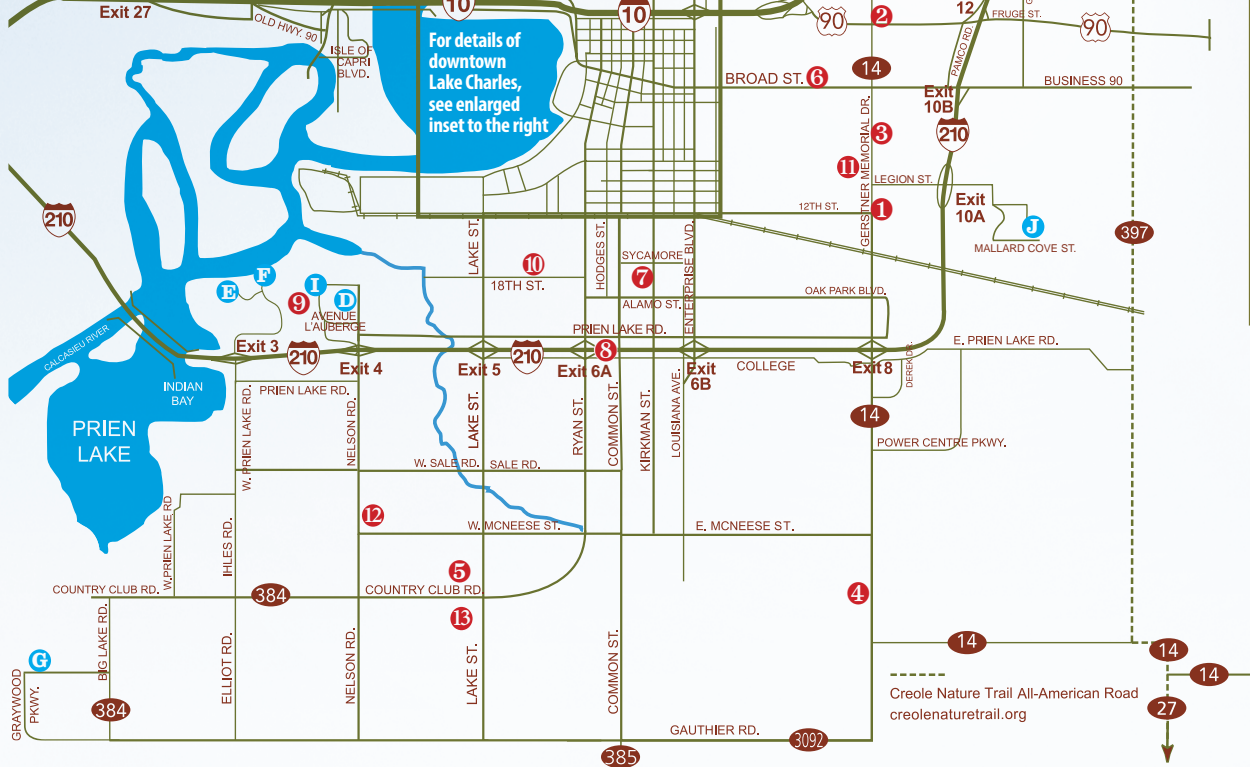 Exit 27
10
10
90
2
12
FRUGE ST.
90
OLD HWY. 90
ISLE OF
CAPRI
BLVD.
For details of
downtown
Lake Charles,
see enlarged
inset to the right
14
PAMCO RD.
BROAD ST.
6
BUSINESS 90
Exit
10B
210
GERSTNER MEMORIAL DR.
3
11
LEGION ST.
Exit
10A
12TH ST.
1
J
MALLARD COVE ST.
397
210
LAKE ST.
HODGES ST.
SYCAMORE
ENTERPRISE BLVD.
10
18TH ST.
7
E
F
I
D
9
AVENUE
L'AUBERGE
ALAMO ST.
OAK PARK BLVD.
PRIEN LAKE RD.
CALCASIEU RIVER
Exit 3
210
Exit 4
Exit 5
210
Exit 6A
8
Exit
6B
COLLEGE
Exit 8
DEREK DR.
E. PRIEN LAKE RD.
INDIAN
BAY
PRIEN LAKE RD.
PRIEN
LAKE
W. PRIEN LAKE RD.
NELSON RD.
LAKE ST.
RYAN ST.
COMMON ST.
KIRKMAN ST.
LOUISIANA AVE.
14
POWER CENTRE PKWY.
W. SALE RD.
SALE RD.
W.PRIEN LAKE RD
IHLES RD.
12
W. MCNEESE ST.
E. MCNEESE ST.
5
COUNTRY CLUB RD.
384
COUNTRY CLUB RD.
4
13
G
BIG LAKE RD.
ELLIOT RD.
NELSON RD.
LAKE ST.
COMMON ST.
14
14
14
GRAYWOOD
PKWY.
384
Creole Nature Trail All-American Road
creolenaturetrail.org
27
GAUTHIER RD.
3092
385